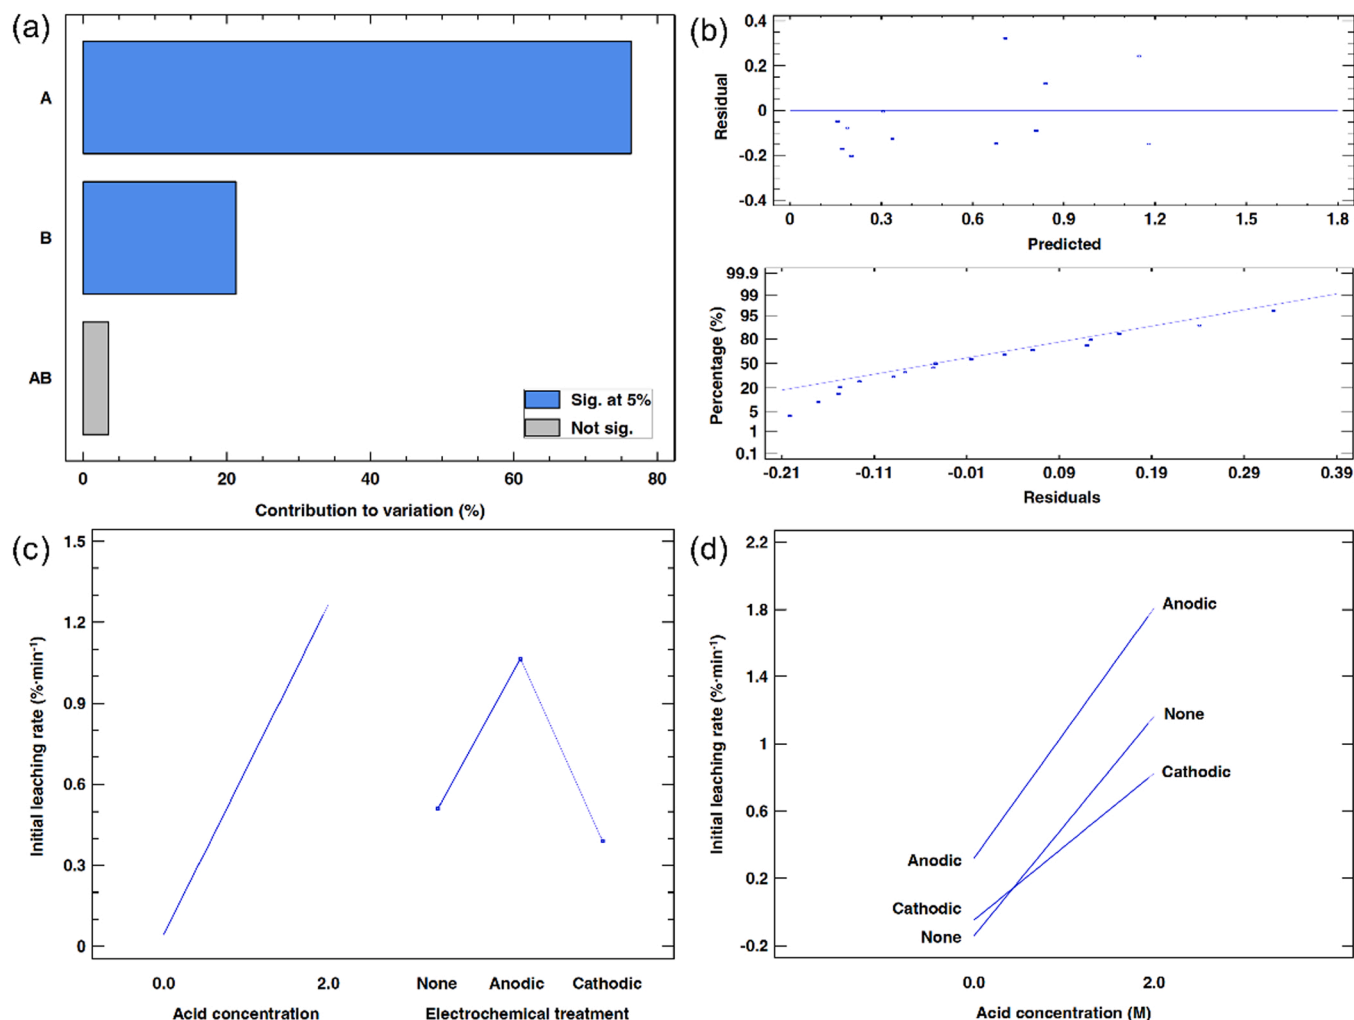 (a)
A
B
AB
Sig. at 5%
Not sig.
0 20 40 60 80
Contribution to variation (%)
(b)
0.4
0.2
0
-0.2
-0.4
Residual
0 0.3 0.6 0.9 1.2 1.5 1.8
Predicted
99.9
99
95
80
50
20
5
1
0.1
Percentage (%)
-0.21 -0.11 -0.01 0.09 0.19 0.29 0.39
Residuals
(c)
1.5
1.2
0.9
0.6
0.3
0
Initial leaching rate (%·min⁻¹)
0.0 2.0 None Anodic Cathodic
Acid concentration Electrochemical treatment
(d)
2.2
1.8
1.4
1
0.6
0.2
-0.2
Initial leaching rate (%·min⁻¹)
Anodic
None
Cathodic
Anodic
Cathodic
None
0.0 2.0
Acid concentration (M)